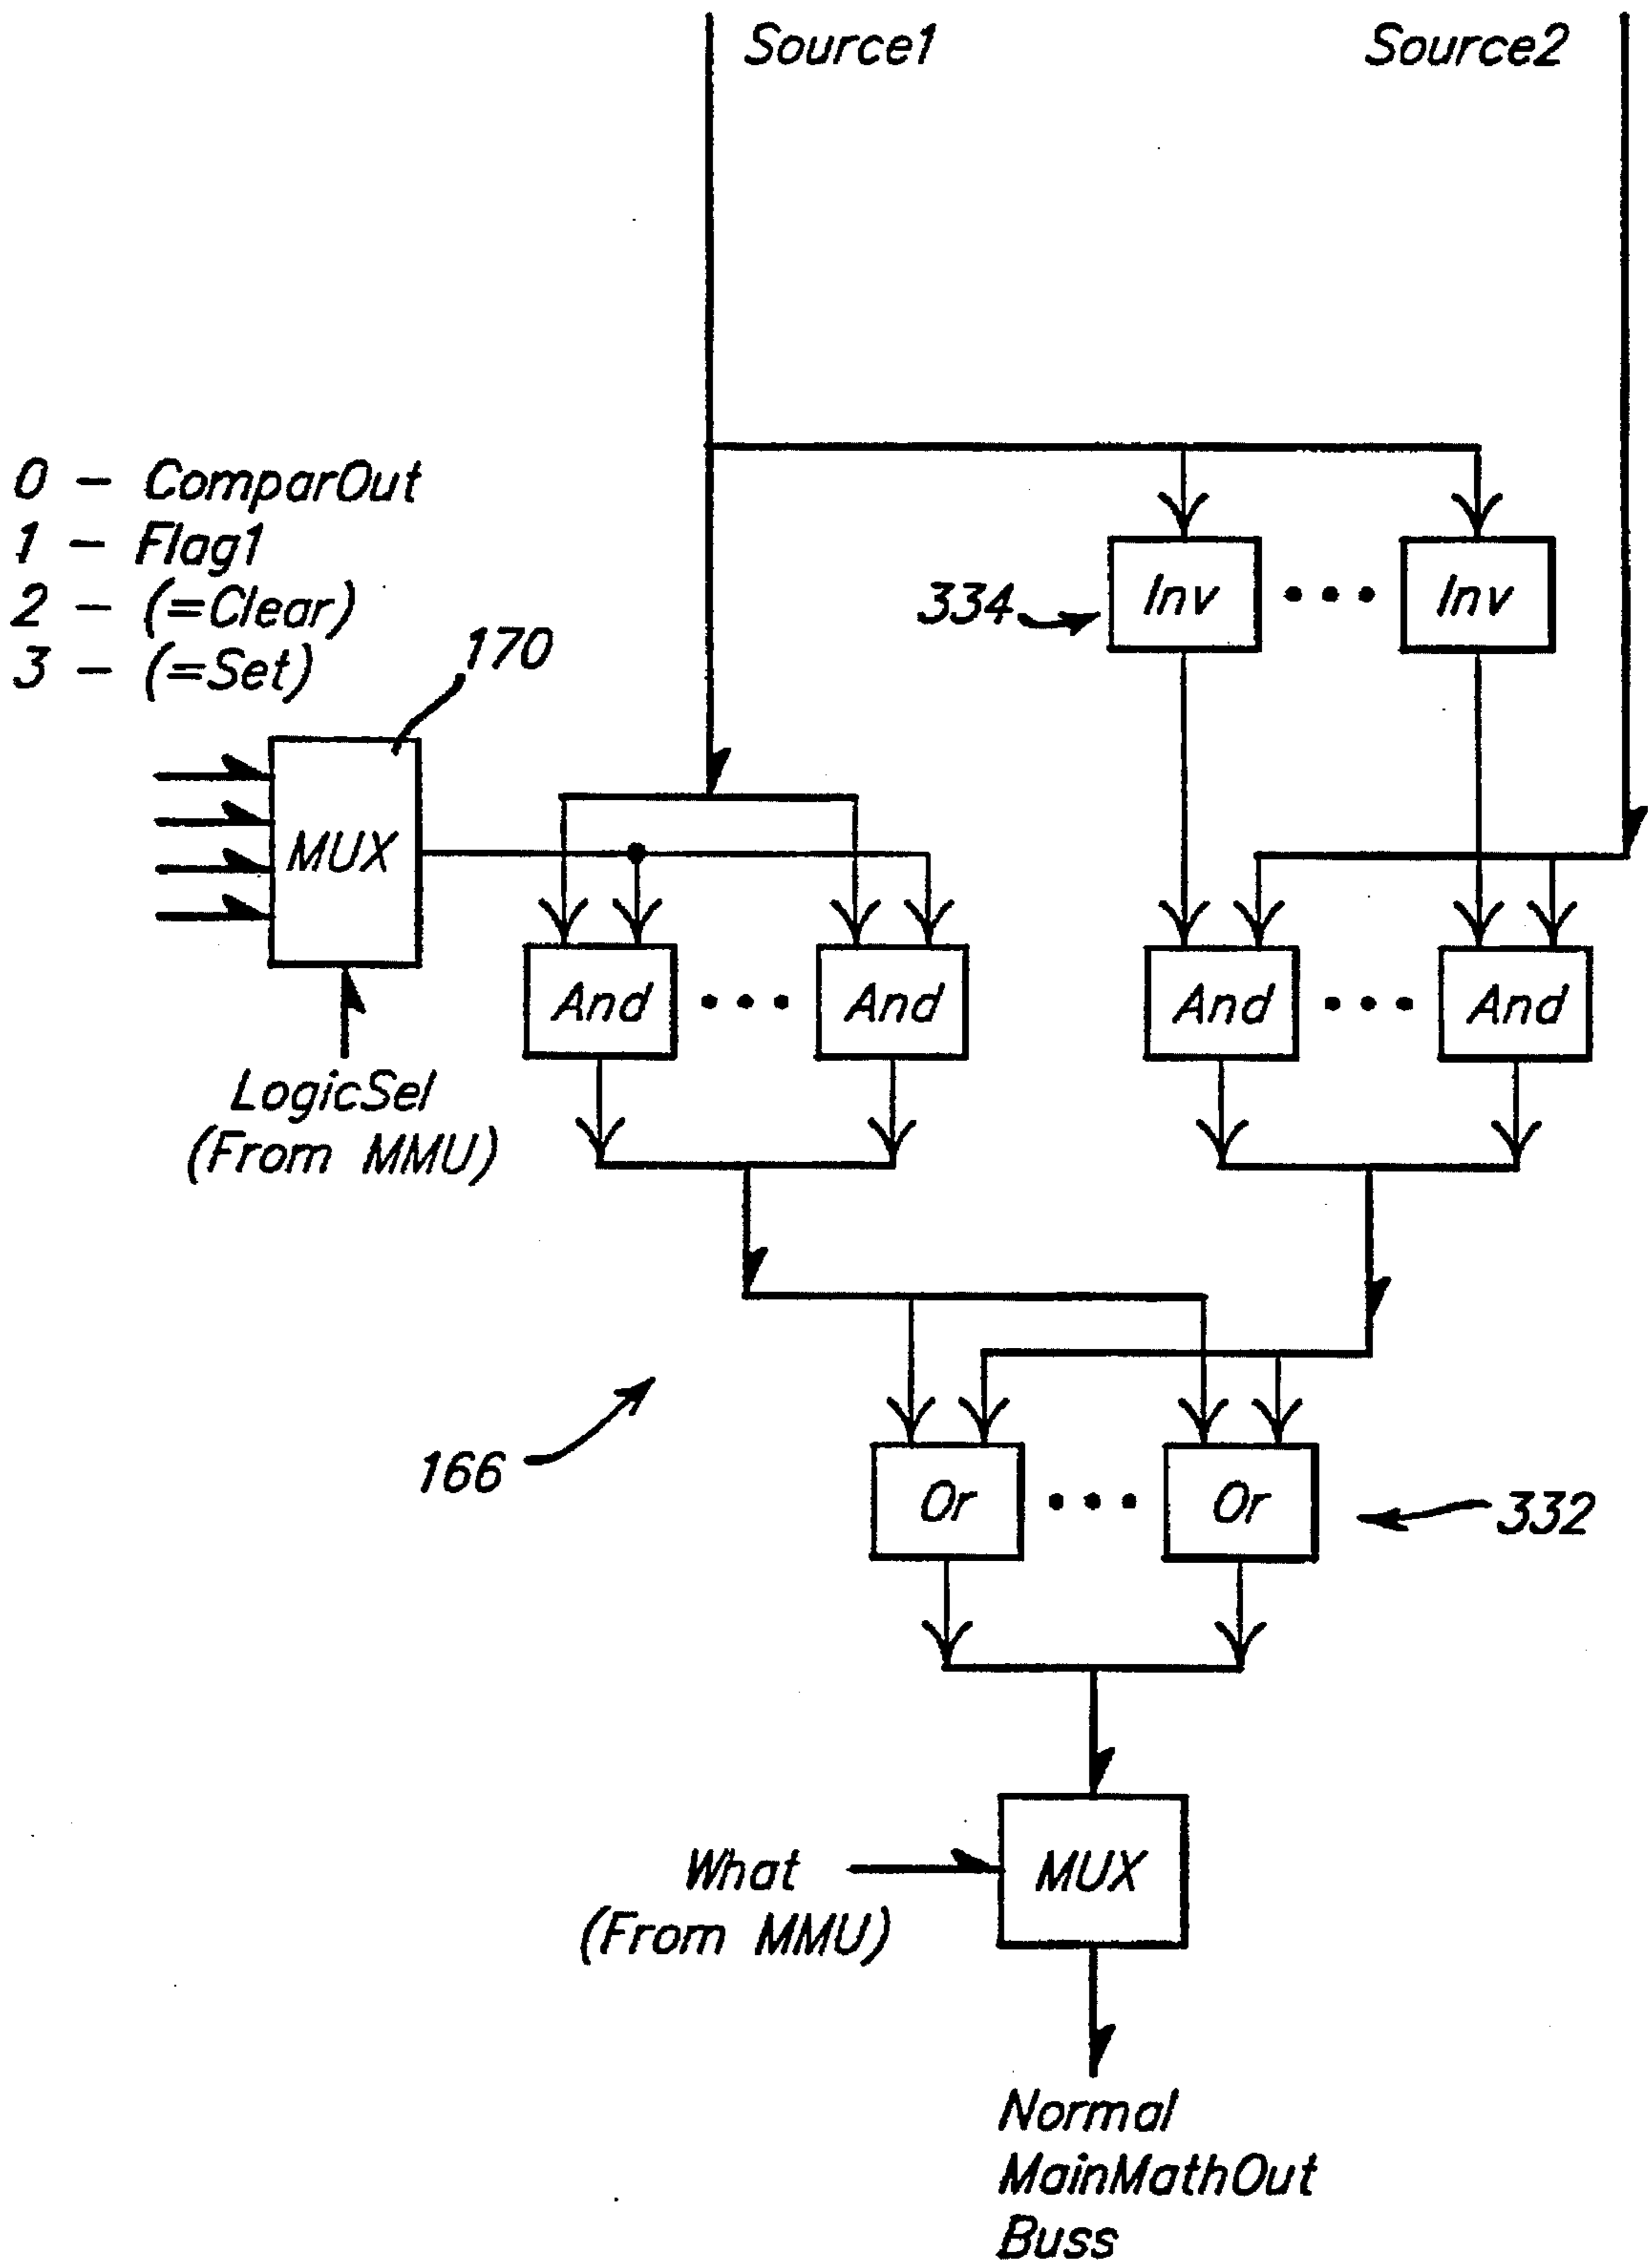 Source1
Source2
0 - ComparOut
1 - Flag1
2 - (=Clear)
3 - (=Set)
170
334
Inv
...
Inv
MUX
And
...
And
And
...
And
LogicSel
(From MMU)
166
Or
...
Or
332
What
(From MMU)
MUX
Normal
MainMathOut
Buss